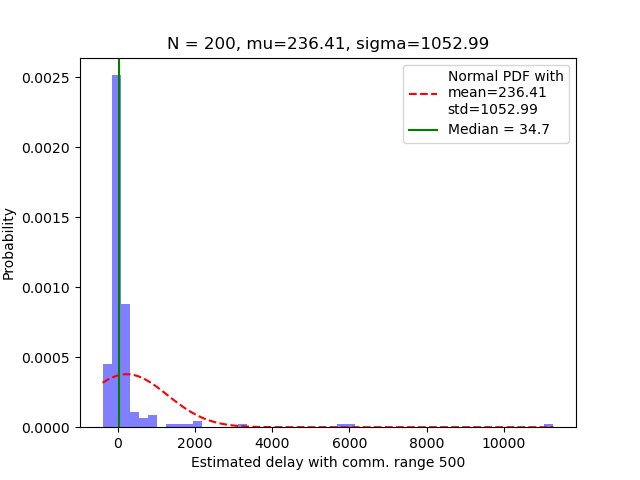 N = 200, mu=236.41, sigma=1052.99
Normal PDF with
mean=236.41
std=1052.99
Median = 34.7
Probability
0.0025
0.0020
0.0015
0.0010
0.0005
0.0000
0 2000 4000 6000 8000 10000
Estimated delay with comm. range 500